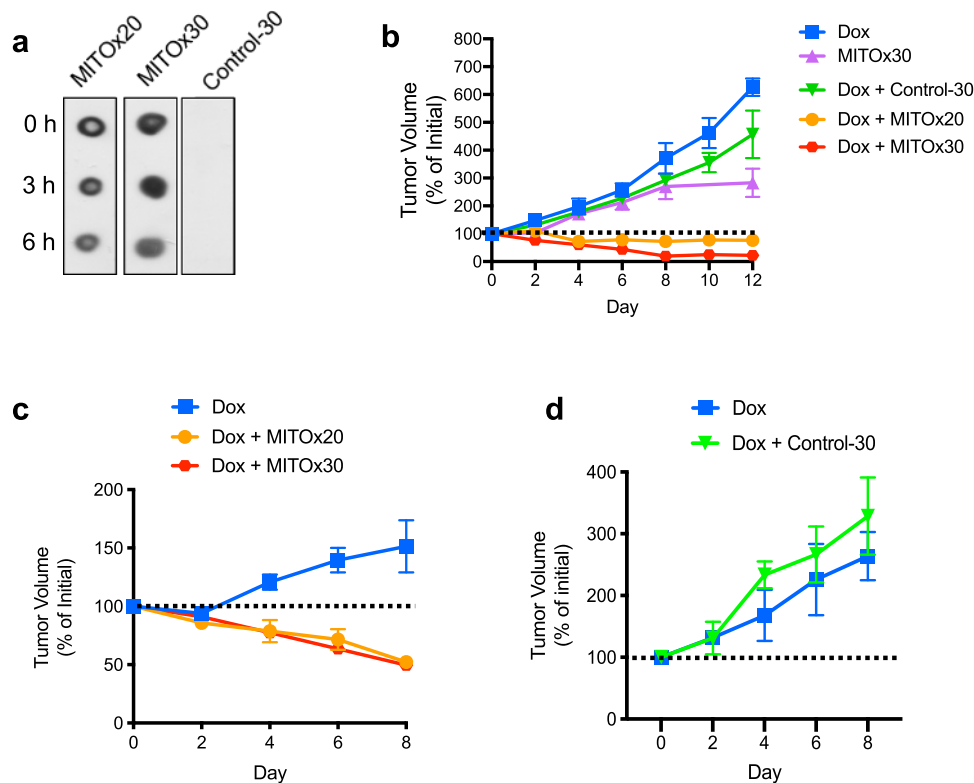 a
MITOx20
MITOx30
Control-30
0 h
3 h
6 h
b
Dox
MITOx30
Dox + Control-30
Dox + MITOx20
Dox + MITOx30
Tumor Volume
(% of Initial)
800
700
600
500
400
300
200
100
0
0 2 4 6 8 10 12
Day
c
Dox
Dox + MITOx20
Dox + MITOx30
Tumor Volume
(% of Initial)
200
150
100
50
0
0 2 4 6 8
Day
d
Dox
Dox + Control-30
Tumor Volume
(% of initial)
400
300
200
100
0
0 2 4 6 8
Day